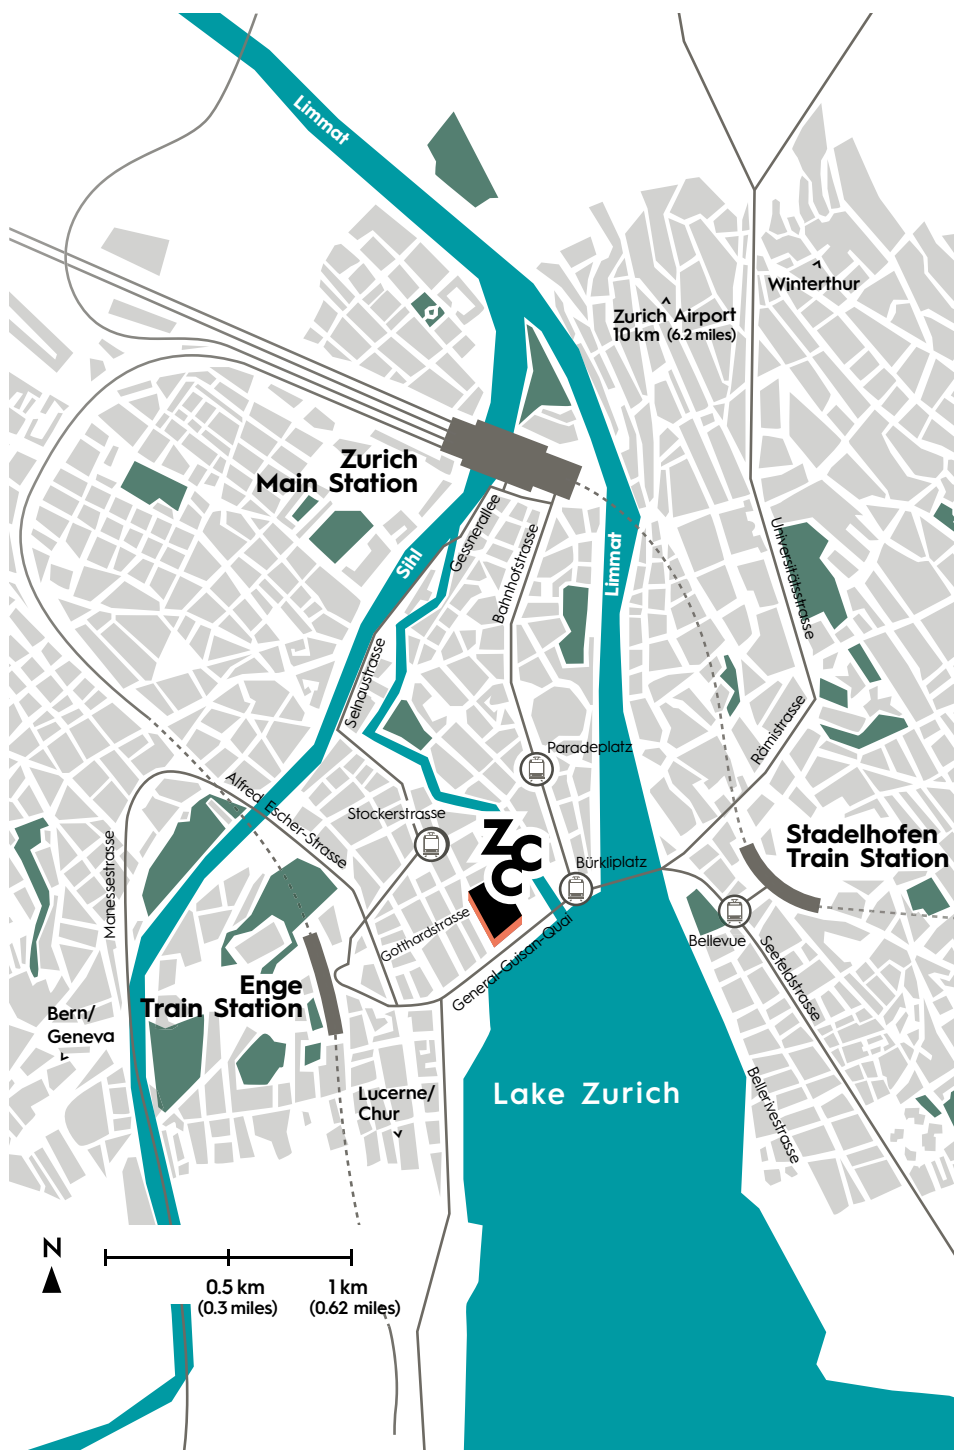 Limmat
Winterthur
Zurich Airport
10 km (6.2 miles)
Zurich
Main Station
Gessnerallee
Bahnhofstrasse
Sihl
Limmat
Universitätsstrasse
Selnaustrasse
Rämistrasse
Paradeplatz
Alfred-Escher-Strasse
Stockerstrasse
ZCCC
Bürkliplatz
Stadelhofen
Train Station
Manessestrasse
Gotthardstrasse
General-Guisan-Quai
Bellevue
Seefeldstrasse
Enge
Train Station
Bern/
Geneva
Lucerne/
Chur
Lake Zurich
Bellerivestrasse
N
0.5 km
(0.3 miles)
1 km
(0.62 miles)